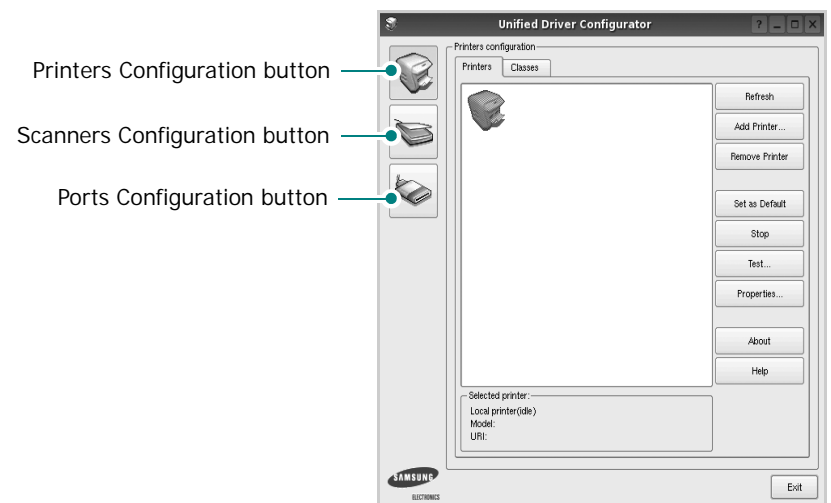 Unified Driver Configurator
Printers configuration
Printers Configuration button
Scanners Configuration button
Ports Configuration button
Printers
Classes
Refresh
Add Printer...
Remove Printer
Set as Default
Stop
Test...
Properties...
About
Help
Selected printer:
Local printer(idle)
Model:
URI:
SAMSUNG
ELECTRONICS
Exit